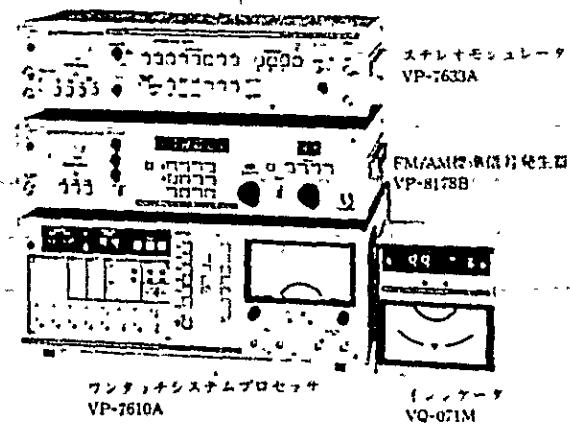 ステレオモジュレータ
VP-7633A
FM/AM標準信号発生器
VP-8178B
ワンタッチシステムプロセッサ
VP-7610A
インジケータ
VQ-071M